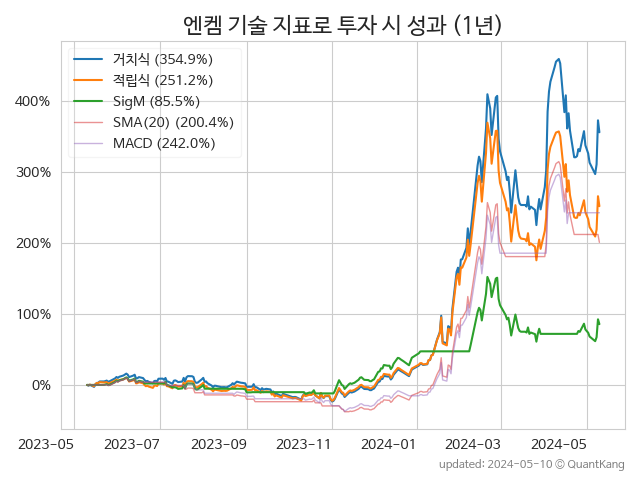 엔켐 기술 지표로 투자 시 성과 (1년)
거치식 (354.9%)
적립식 (251.2%)
SigM (85.5%)
SMA(20) (200.4%)
MACD (242.0%)
400%
300%
200%
100%
0%
2023-05 2023-07 2023-09 2023-11 2024-01 2024-03 2024-05
updated: 2024-05-10 © QuantKang